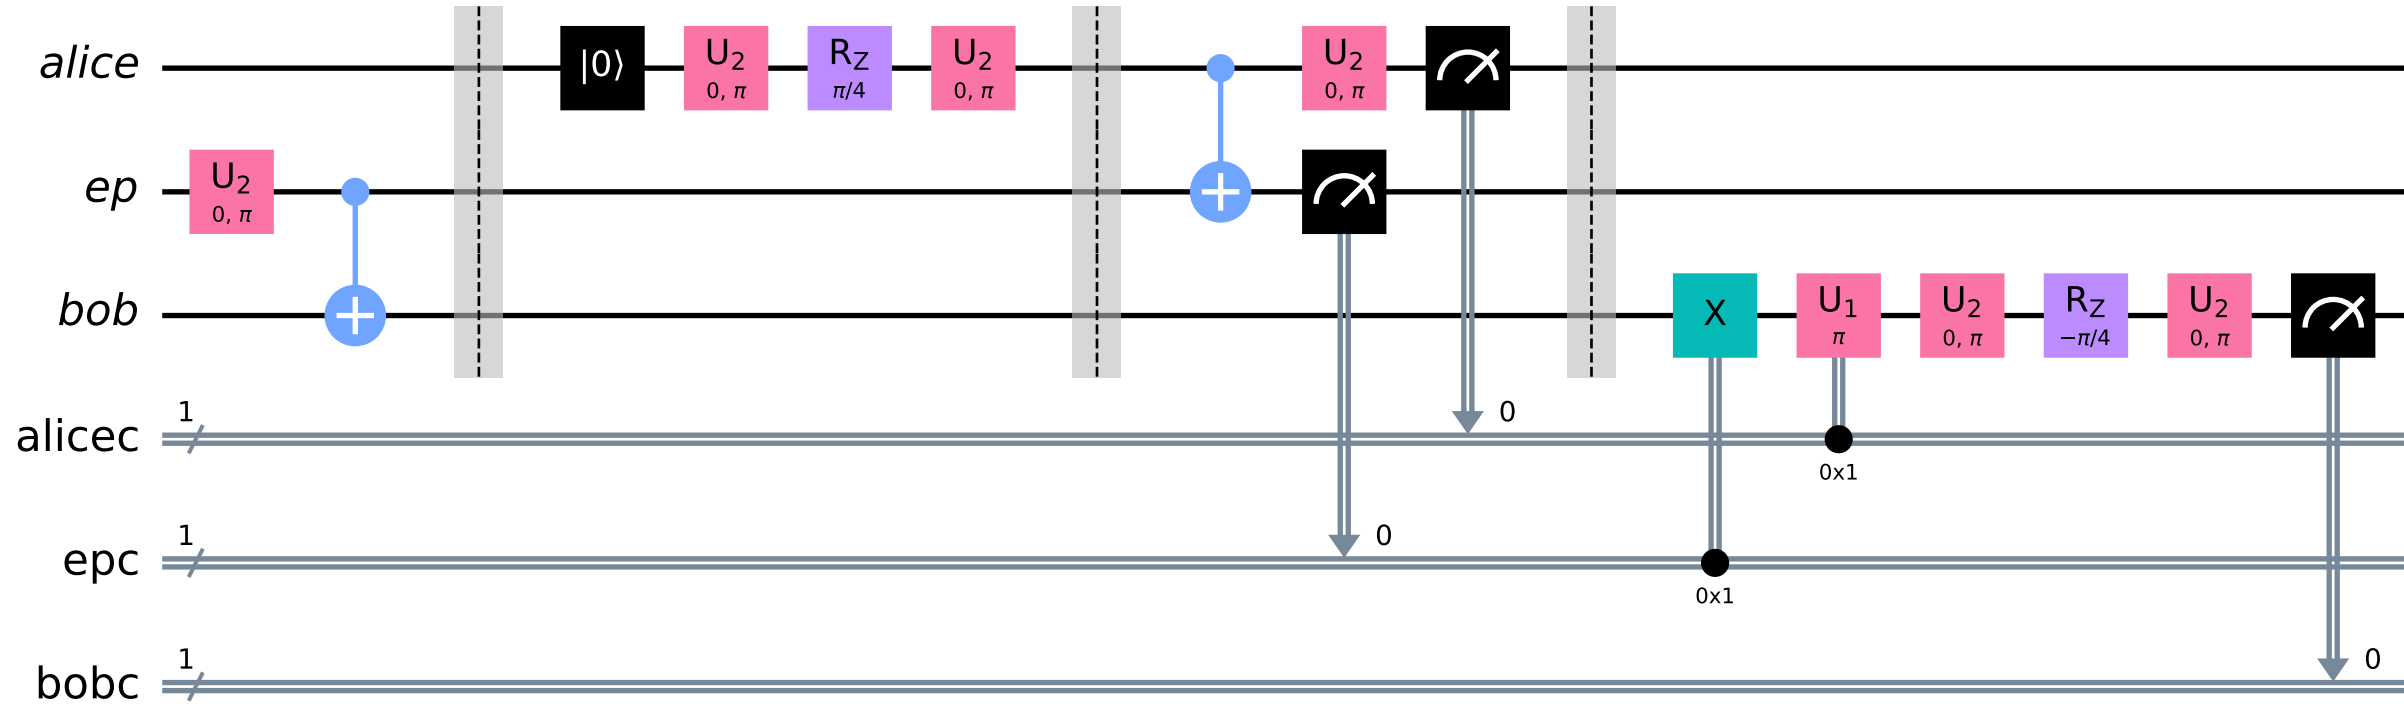 alice
|0⟩
U2
0, π
RZ
π/4
U2
0, π
U2
0, π
ep
U2
0, π
bob
X
U1
π
U2
0, π
RZ
−π/4
U2
0, π
alicec
1
0
0x1
epc
1
0
0x1
bobc
1
0